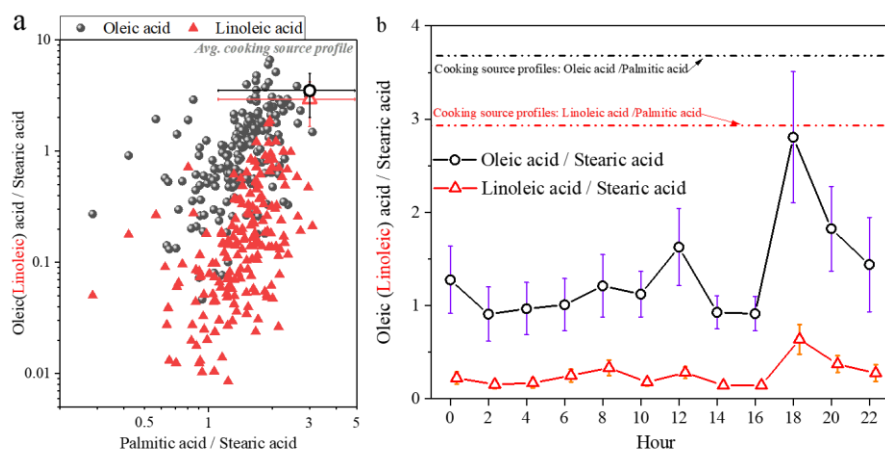 a
Oleic acid
Linoleic acid
Avg. cooking source profile
10
1
0.1
0.01
0.5
1
3
5
Oleic(Linoleic) acid / Stearic acid
Palmitic acid / Stearic acid
b
4
3
2
1
0
Cooking source profiles: Oleic acid /Palmitic acid
Cooking source profiles: Linoleic acid /Palmitic acid
Oleic acid / Stearic acid
Linoleic acid / Stearic acid
Oleic (Linoleic) acid / Stearic acid
0 2 4 6 8 10 12 14 16 18 20 22
Hour